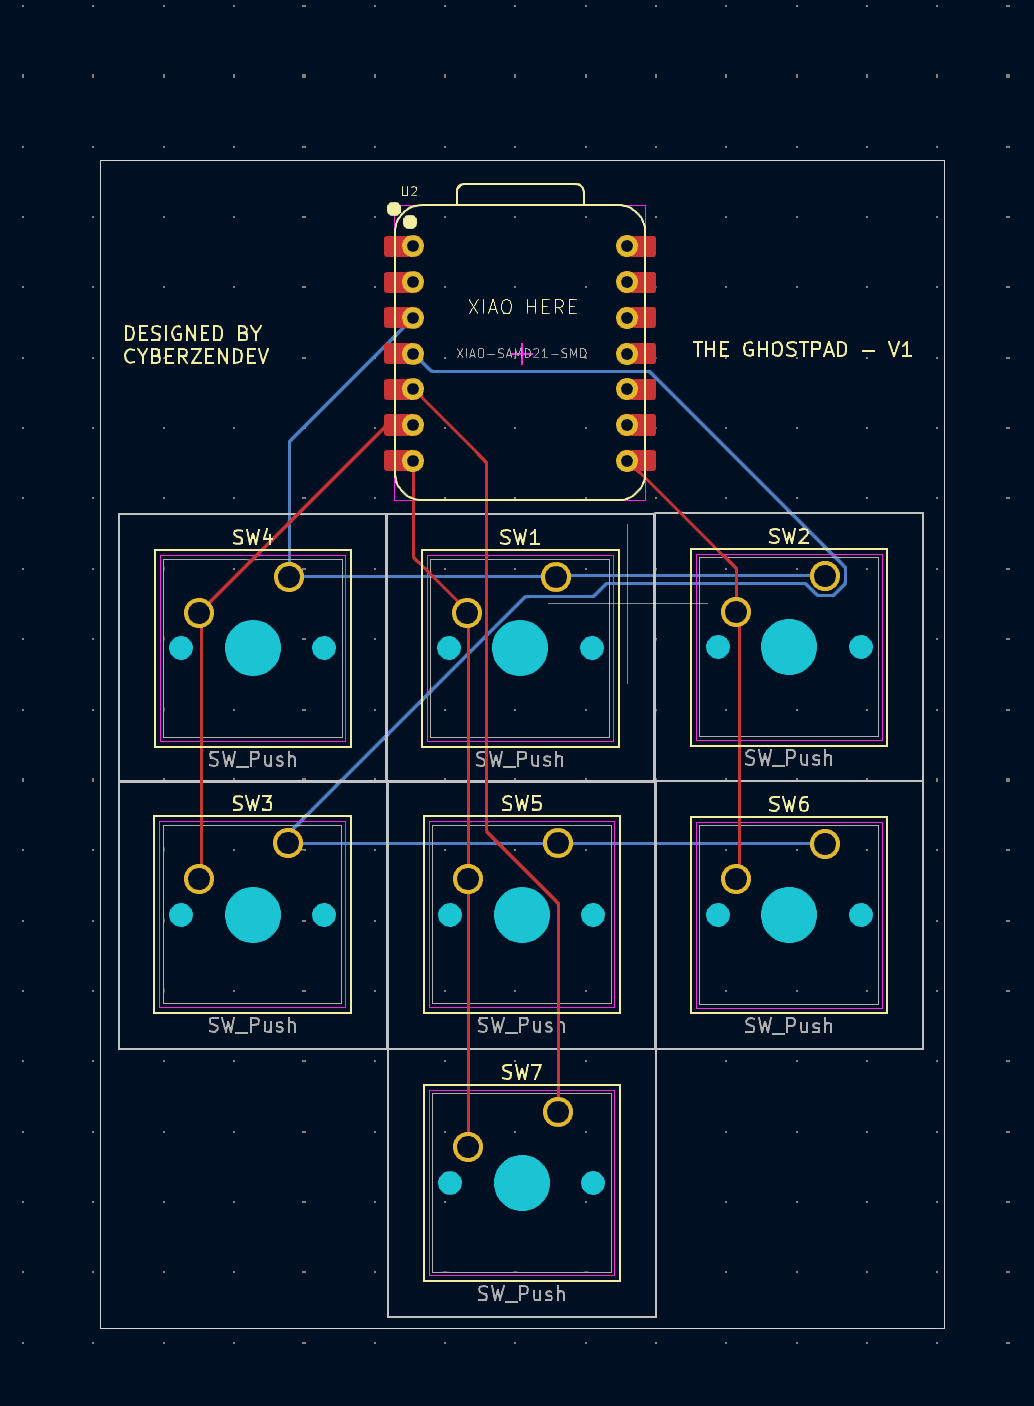 U2
XIAO HERE
DESIGNED BY
CYBERZENDEV
XIAO-SAMD21-SMD
THE GHOSTPAD - V1
SW4
SW1
SW2
SW_Push
SW_Push
SW_Push
SW3
SW5
SW6
SW_Push
SW_Push
SW_Push
SW7
SW_Push